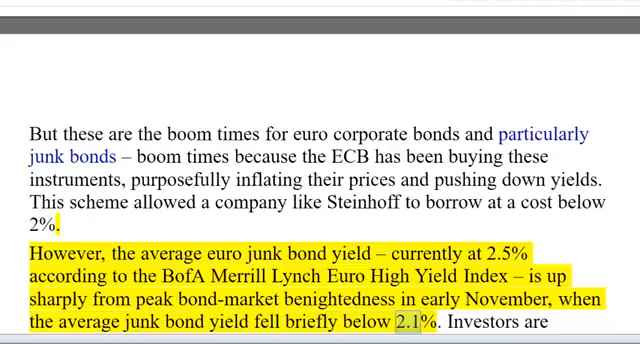 But these are the boom times for euro corporate bonds and particularly
junk bonds – boom times because the ECB has been buying these
instruments, purposefully inflating their prices and pushing down yields.
This scheme allowed a company like Steinhoff to borrow at a cost below
2%.
However, the average euro junk bond yield – currently at 2.5%
according to the BofA Merrill Lynch Euro High Yield Index – is up
sharply from peak bond-market benightedness in early November, when
the average junk bond yield fell briefly below 2.1%. Investors are